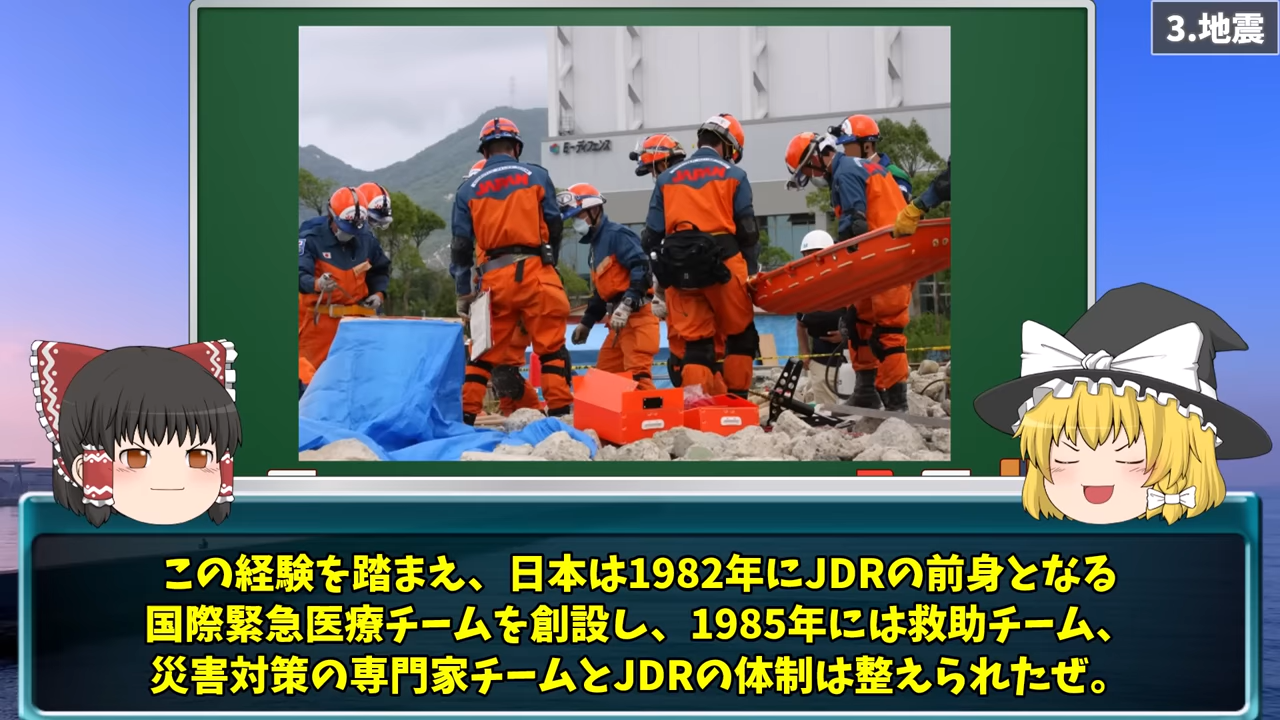 3.地震
ミーディフェンス
JAPAN
JAPAN
この経験を踏まえ、日本は1982年にJDRの前身となる
国際緊急医療チームを創設し、1985年には救助チーム、
災害対策の専門家チームとJDRの体制は整えられたぜ。